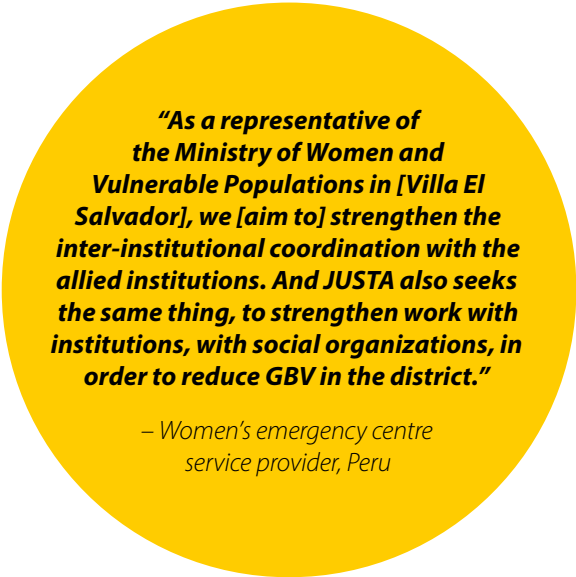 “As a representative of
the Ministry of Women and
Vulnerable Populations in [Villa El
Salvador], we [aim to] strengthen the
inter-institutional coordination with the
allied institutions. And JUSTA also seeks
the same thing, to strengthen work with
institutions, with social organizations, in
order to reduce GBV in the district.”
– Women’s emergency centre
service provider, Peru